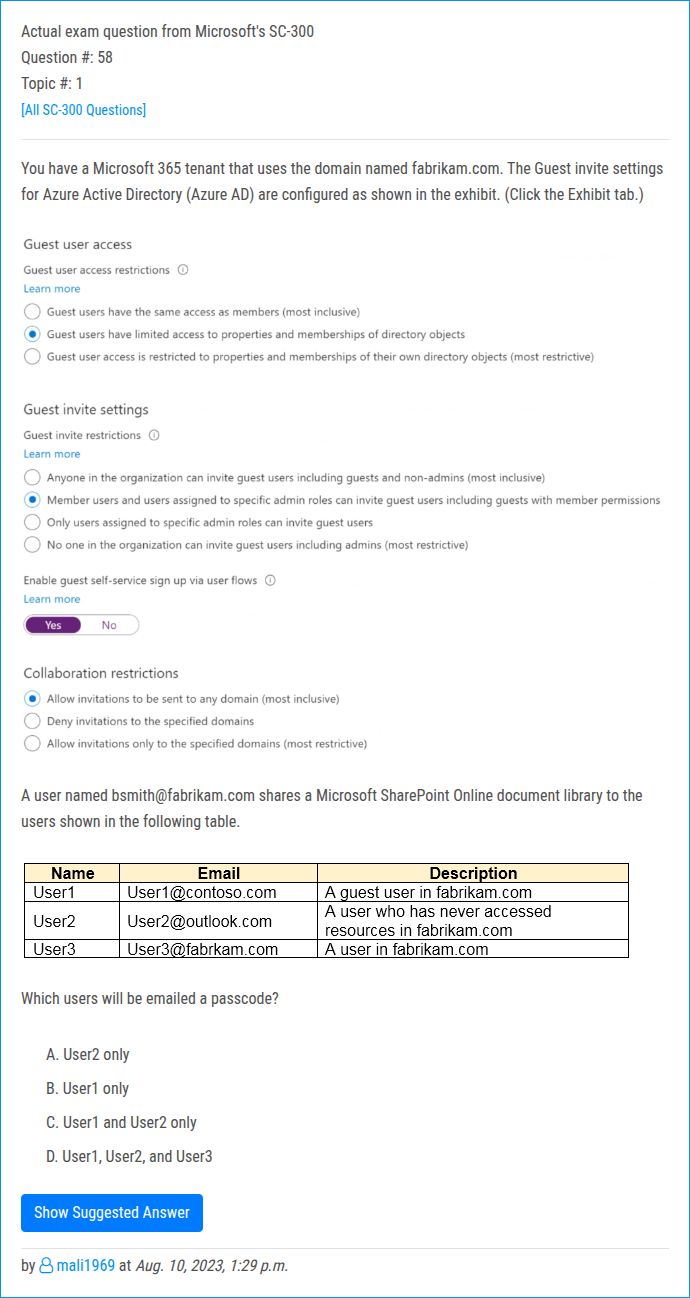 Actual exam question from Microsoft's SC-300
Question #: 58
Topic #: 1
[All SC-300 Questions]
You have a Microsoft 365 tenant that uses the domain named fabrikam.com. The Guest invite settings
for Azure Active Directory (Azure AD) are configured as shown in the exhibit. (Click the Exhibit tab.)
Guest user access
Guest user access restrictions
Learn more
Guest users have the same access as members (most inclusive)
Guest users have limited access to properties and memberships of directory objects
Guest user access is restricted to properties and memberships of their own directory objects (most restrictive)
Guest invite settings
Guest invite restrictions
Learn more
Anyone in the organization can invite guest users including guests and non-admins (most inclusive)
Member users and users assigned to specific admin roles can invite guest users including guests with member permissions
Only users assigned to specific admin roles can invite guest users
No one in the organization can invite guest users including admins (most restrictive)
Enable guest self-service sign up via user flows
Learn more
Yes No
Collaboration restrictions
Allow invitations to be sent to any domain (most inclusive)
Deny invitations to the specified domains
Allow invitations only to the specified domains (most restrictive)
A user named bsmith@fabrikam.com shares a Microsoft SharePoint Online document library to the
users shown in the following table.
Name Email Description
User1 User1@contoso.com A guest user in fabrikam.com
User2 User2@outlook.com A user who has never accessed
resources in fabrikam.com
User3 User3@fabrkam.com A user in fabrikam.com
Which users will be emailed a passcode?
A. User2 only
B. User1 only
C. User1 and User2 only
D. User1, User2, and User3
Show Suggested Answer
by mali1969 at Aug. 10, 2023, 1:29 p.m.